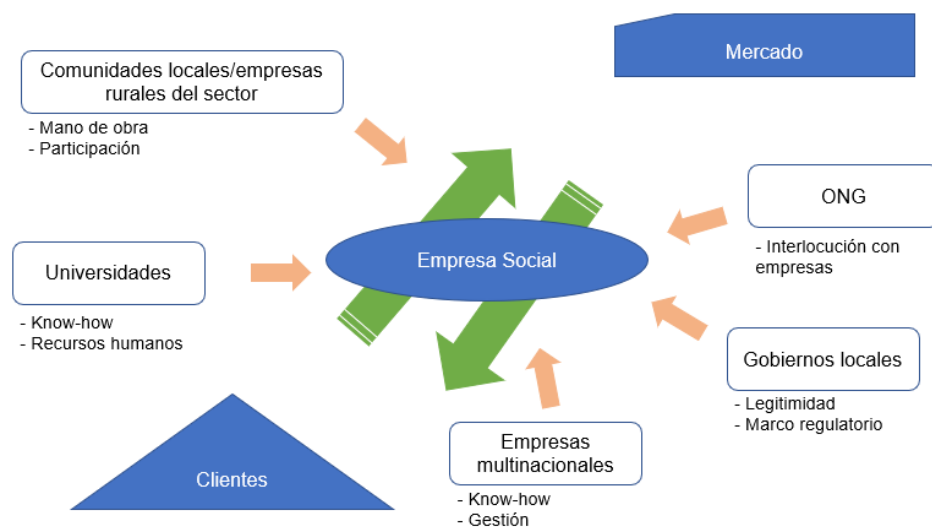 Mercado
Comunidades locales/empresas
rurales del sector
- Mano de obra
- Participación
ONG
- Interlocución con
empresas
Empresa Social
Universidades
- Know-how
- Recursos humanos
Gobiernos locales
- Legitimidad
- Marco regulatorio
Empresas
multinacionales
- Know-how
- Gestión
Clientes